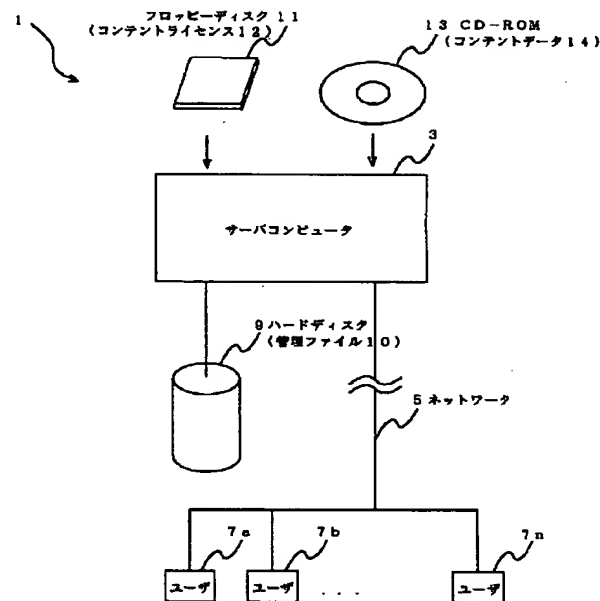 1
フロッピーディスク 11
(コンテントライセンス12)
13 CD-ROM
(コンテントデータ14)
3
サーバコンピュータ
9 ハードディスク
(管理ファイル10)
5 ネットワーク
7a
7b
7n
ユーザ
ユーザ
. . .
ユーザ